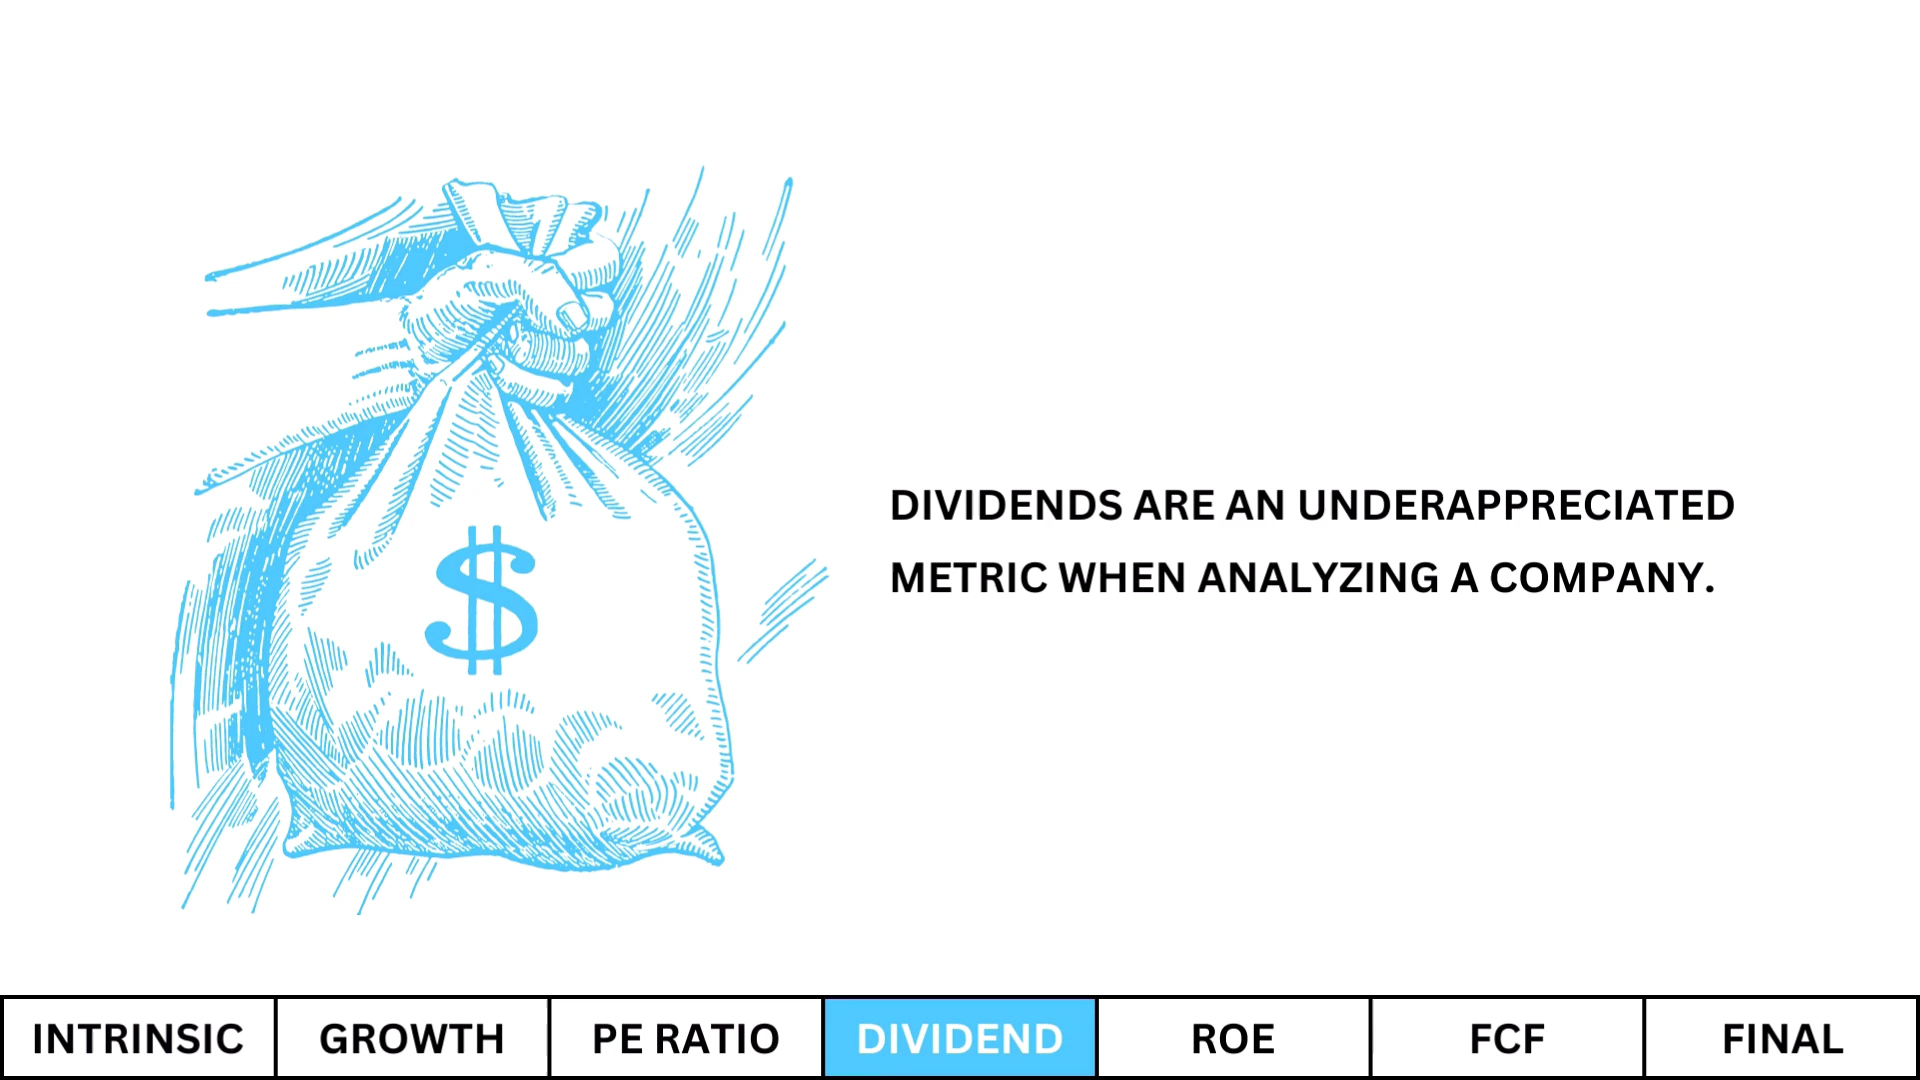 $
DIVIDENDS ARE AN UNDERAPPRECIATED
METRIC WHEN ANALYZING A COMPANY.
INTRINSIC GROWTH PE RATIO DIVIDEND ROE FCF FINAL